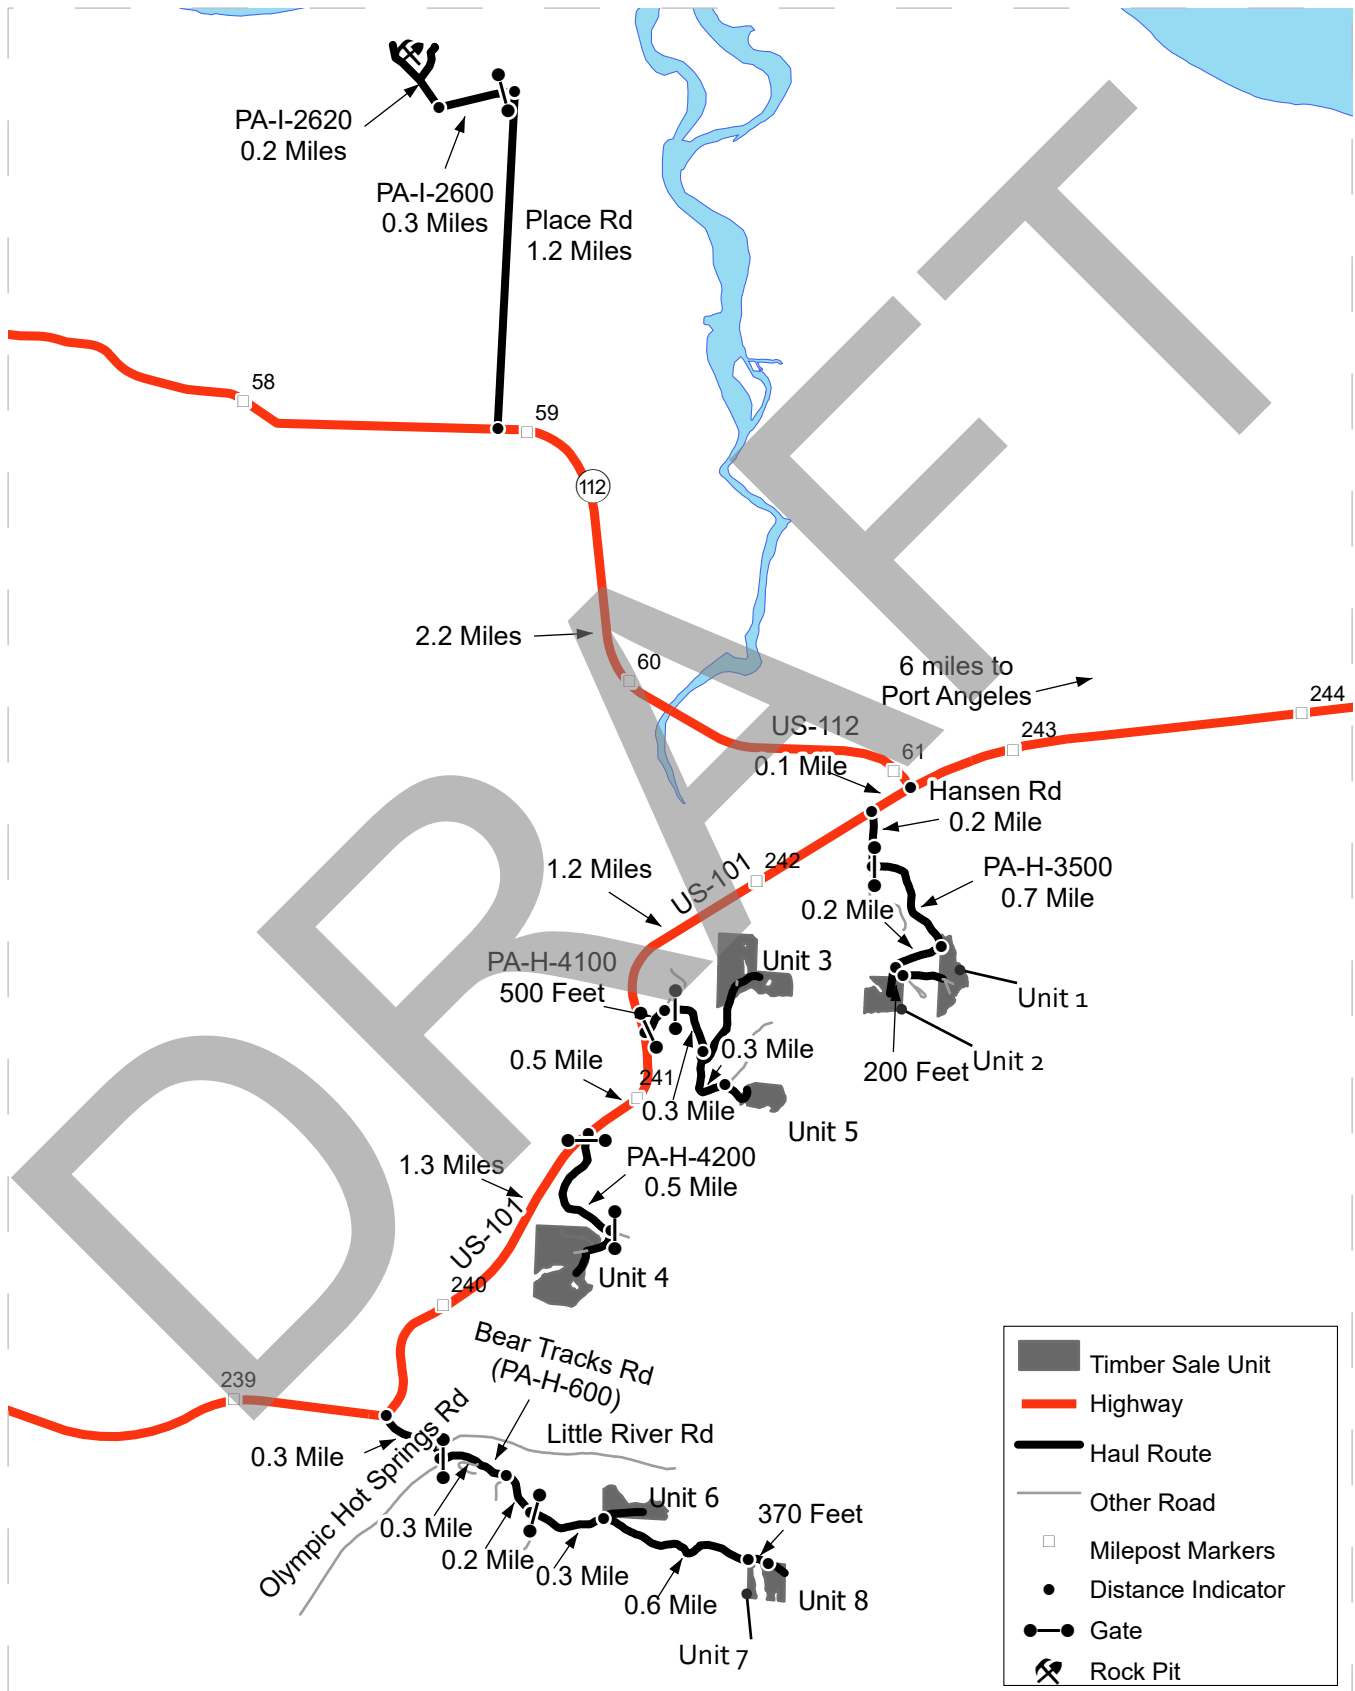 PA-I-2620
0.2 Miles
PA-I-2600
0.3 Miles
Place Rd
1.2 Miles
58
59
112
2.2 Miles
60
6 miles to
Port Angeles
244
243
US-112
61
0.1 Mile
Hansen Rd
0.2 Mile
242
US-101
1.2 Miles
PA-H-3500
0.7 Mile
0.2 Mile
Unit 3
PA-H-4100
500 Feet
Unit 1
0.3 Mile
Unit 2
200 Feet
0.5 Mile
241
0.3 Mile
Unit 5
PA-H-4200
0.5 Mile
1.3 Miles
US-101
Unit 4
240
Bear Tracks Rd
(PA-H-600)
239
Olympic Hot Springs Rd
Little River Rd
0.3 Mile
Unit 6
370 Feet
0.3 Mile
0.2 Mile
0.3 Mile
0.6 Mile
Unit 8
Unit 7
Timber Sale Unit
Highway
Haul Route
Other Road
Milepost Markers
Distance Indicator
Gate
Rock Pit
DRAFT